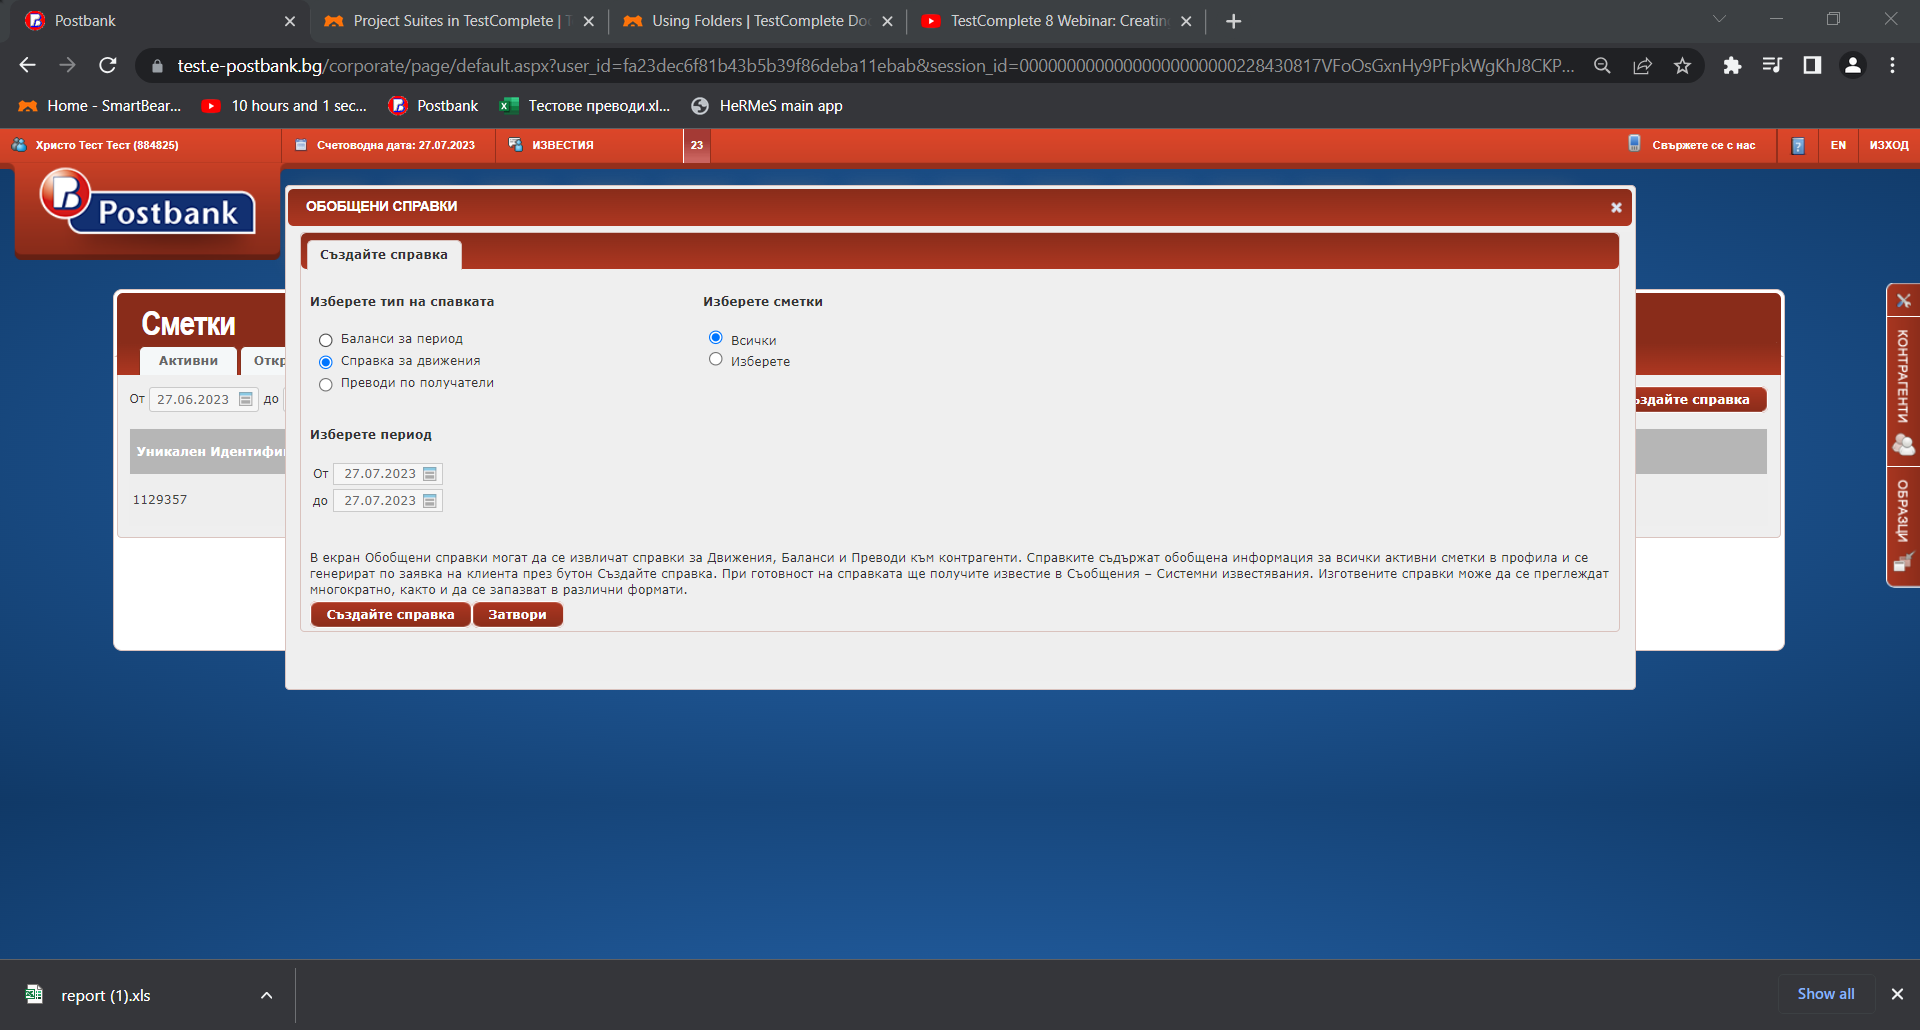 Postbank
Project Suites in TestComplete | T
Using Folders | TestComplete Doc
TestComplete 8 Webinar: Creating
test.e-postbank.bg/corporate/page/default.aspx?user_id=fa23dec6f81b43b5b39f86deba11ebab&session_id=
Home - SmartBear...
10 hours and 1 sec...
Postbank
Тестове преводи.xl...
HeRMeS main app
Христо Тест Тест (884825)
Счетоводна дата: 27.07.2023
ИЗВЕСТИЯ
23
Свържете се с нас
EN
ИЗХОД
Postbank
ОБОБЩЕНИ СПРАВКИ
Създайте справка
Изберете тип на спавката
Изберете сметки
Баланси за период
Всички
Справка за движения
Изберете
Преводи по получатели
Изберете период
От 27.07.2023
до 27.07.2023
В екран Обобщени справки могат да се извличат справки за Движения, Баланси и Преводи към контрагенти. Справките съдържат обобщена информация за всички активни сметки в профила и се
генерират по заявка на клиента през бутон Създайте справка. При готовност на справката ще получите известие в Съобщения – Системни известявания. Изготвените справки може да се преглеждат
многократно, както и да се запазват в различни формати.
Създайте справка
Затвори
Сметки
Активни
Откр
От 27.06.2023 до
ъздайте справка
Уникален Идентифи
1129357
КОНТРАГЕНТИ
ОБРАЗЦИ
report (1).xls
Show all